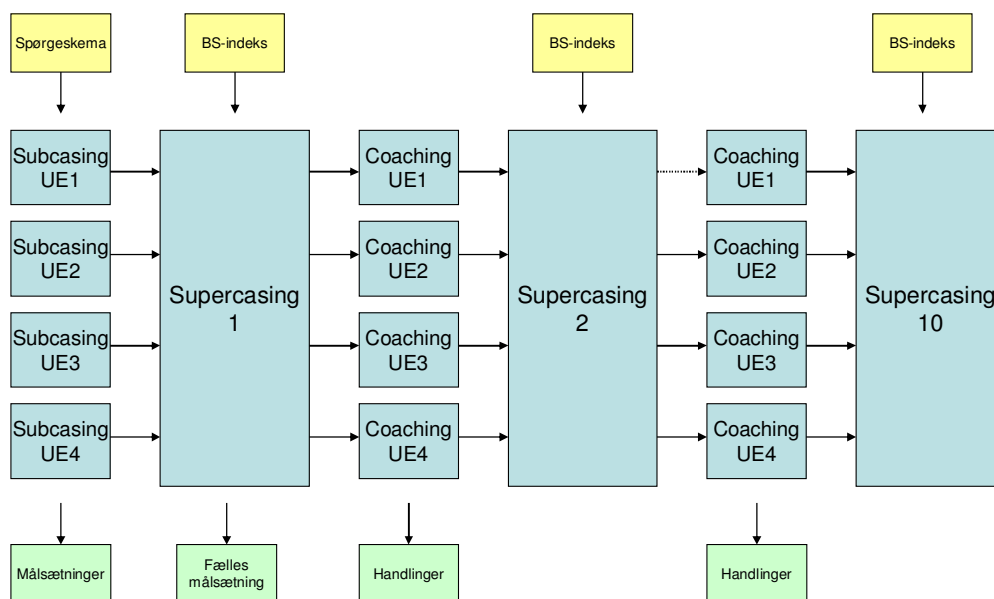 Spørgeskema
BS-indeks
BS-indeks
BS-indeks
Subcasing
UE1
Subcasing
UE2
Subcasing
UE3
Subcasing
UE4
Supercasing
1
Coaching
UE1
Coaching
UE2
Coaching
UE3
Coaching
UE4
Supercasing
2
Coaching
UE1
Coaching
UE2
Coaching
UE3
Coaching
UE4
Supercasing
10
Målsætninger
Fælles
målsætning
Handlinger
Handlinger